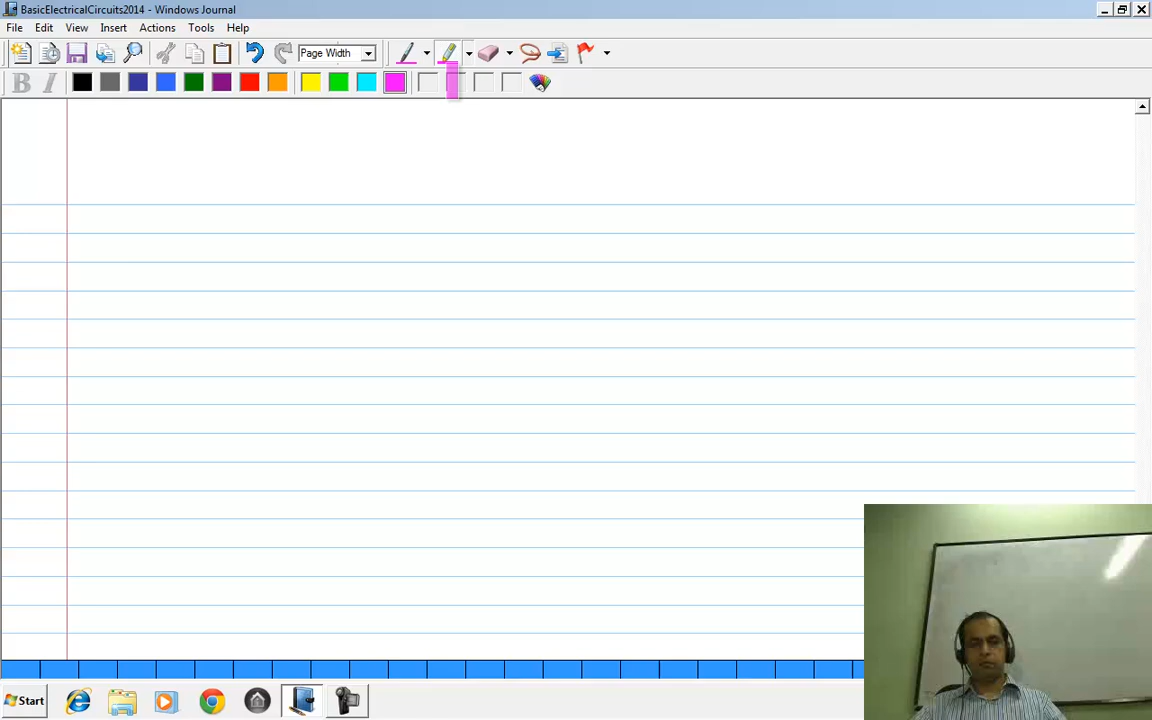 BasicElectricalCircuits2014 - Windows Journal
File Edit View Insert Actions Tools Help
Page Width
B I
Start